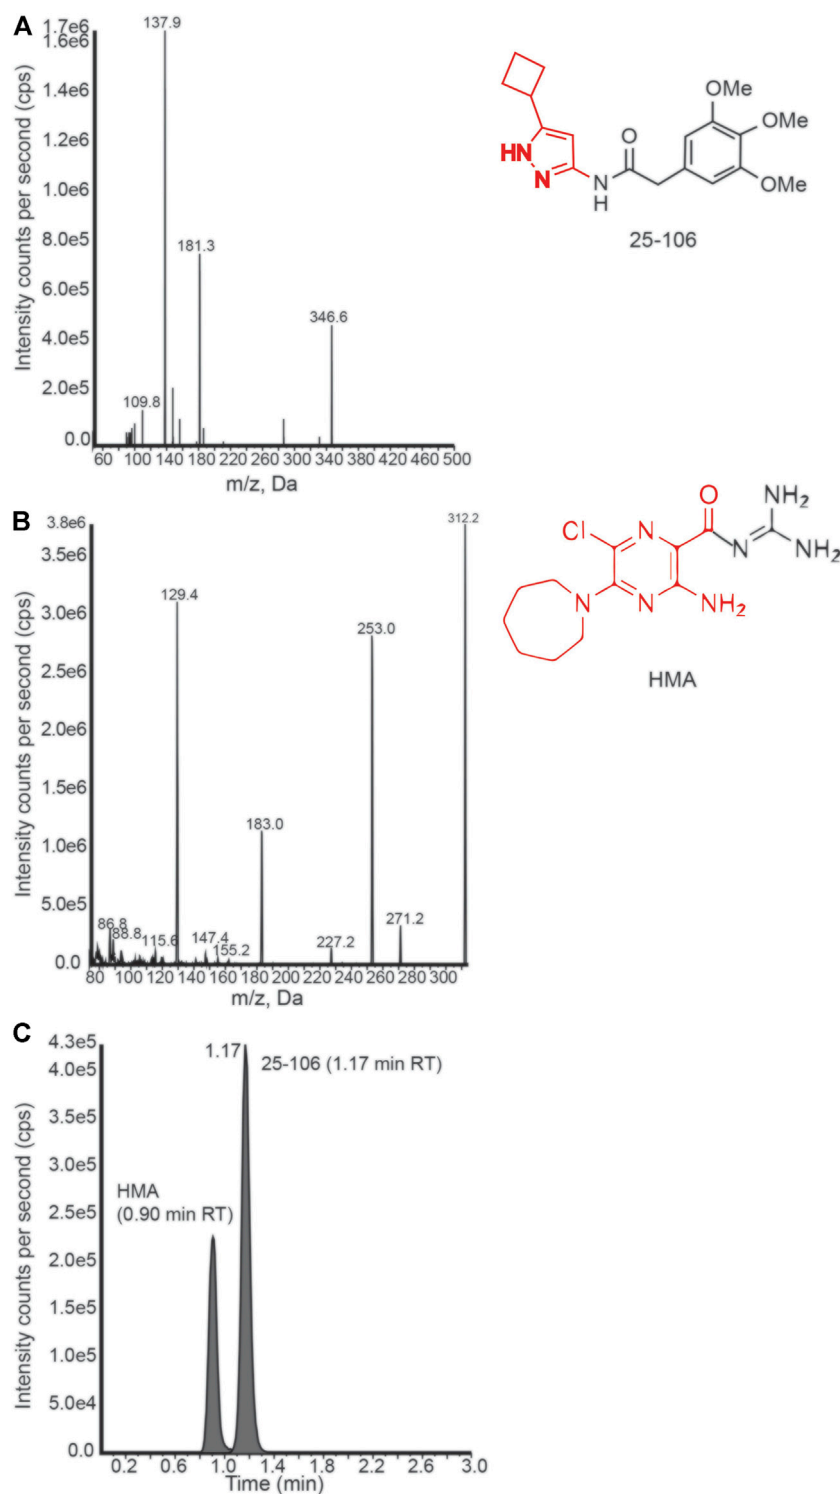 A
Intensity counts per second (cps)
1.7e6
1.6e6
1.4e6
1.2e6
1.0e6
8.0e5
6.0e5
4.0e5
2.0e5
0.0
137.9
181.3
346.6
109.8
60 100 140 180 220 260 300 340 380 420 460 500
m/z, Da
HN
N
N
H
O
OMe
OMe
OMe
25-106
B
Intensity counts per second (cps)
3.8e6
3.5e6
3.0e6
2.5e6
2.0e6
1.5e6
1.0e6
5.0e5
0.0
312.2
129.4
253.0
183.0
271.2
227.2
86.8
88.8
115.6
147.4
155.2
80 100 120 140 160 180 200 220 240 260 280 300
m/z, Da
O
NH2
Cl
N
N
NH2
N
N
NH2
HMA
C
Intensity counts per second (cps)
4.3e5
4.0e5
3.5e5
3.0e5
2.5e5
2.0e5
1.5e5
1.0e5
5.0e4
0.0
1.17
25-106 (1.17 min RT)
HMA
(0.90 min RT)
0.2 0.6 1.0 1.4 1.8 2.2 2.6 3.0
Time (min)